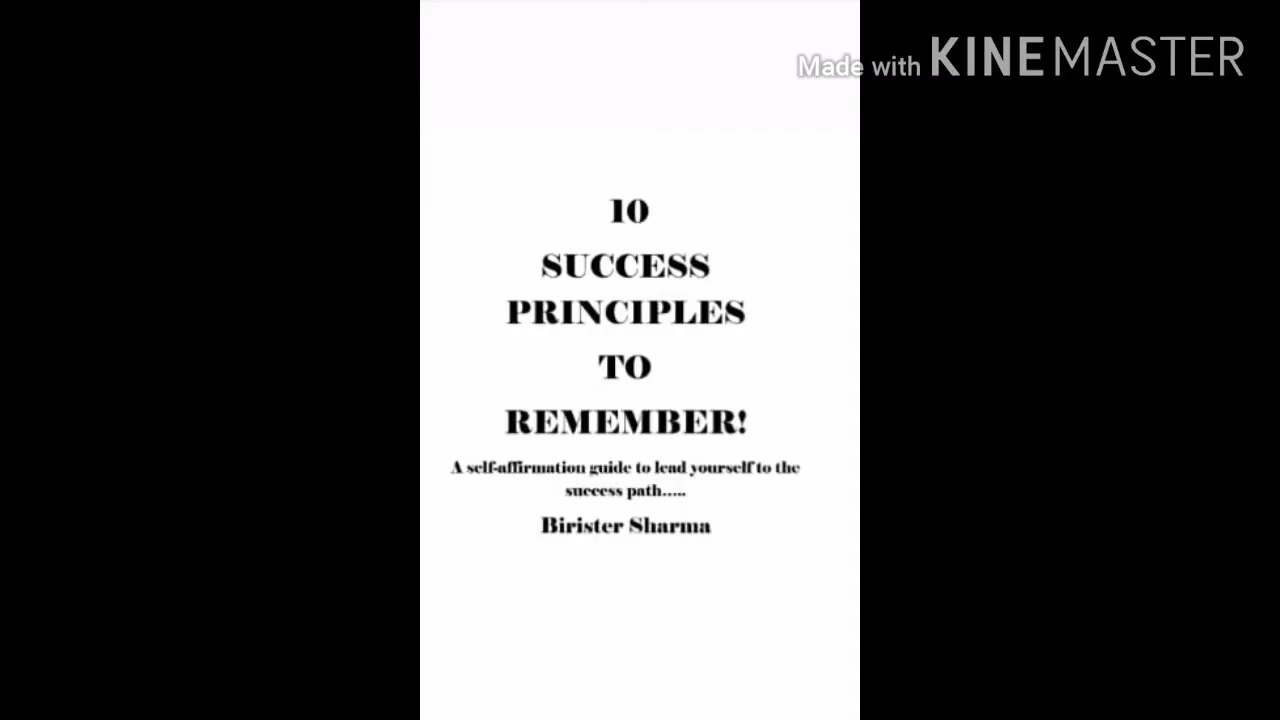 Made with KINEMASTER
10
SUCCESS
PRINCIPLES
TO
REMEMBER!
A self-affirmation guide to lead yourself to the
success path.....
Birister Sharma